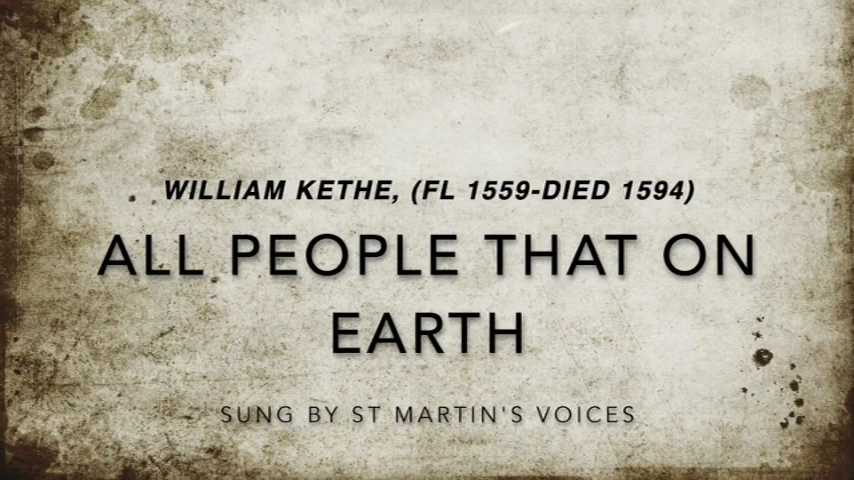 WILLIAM KETHE, (FL 1559-DIED 1594)
ALL PEOPLE THAT ON
EARTH
SUNG BY ST MARTIN'S VOICES